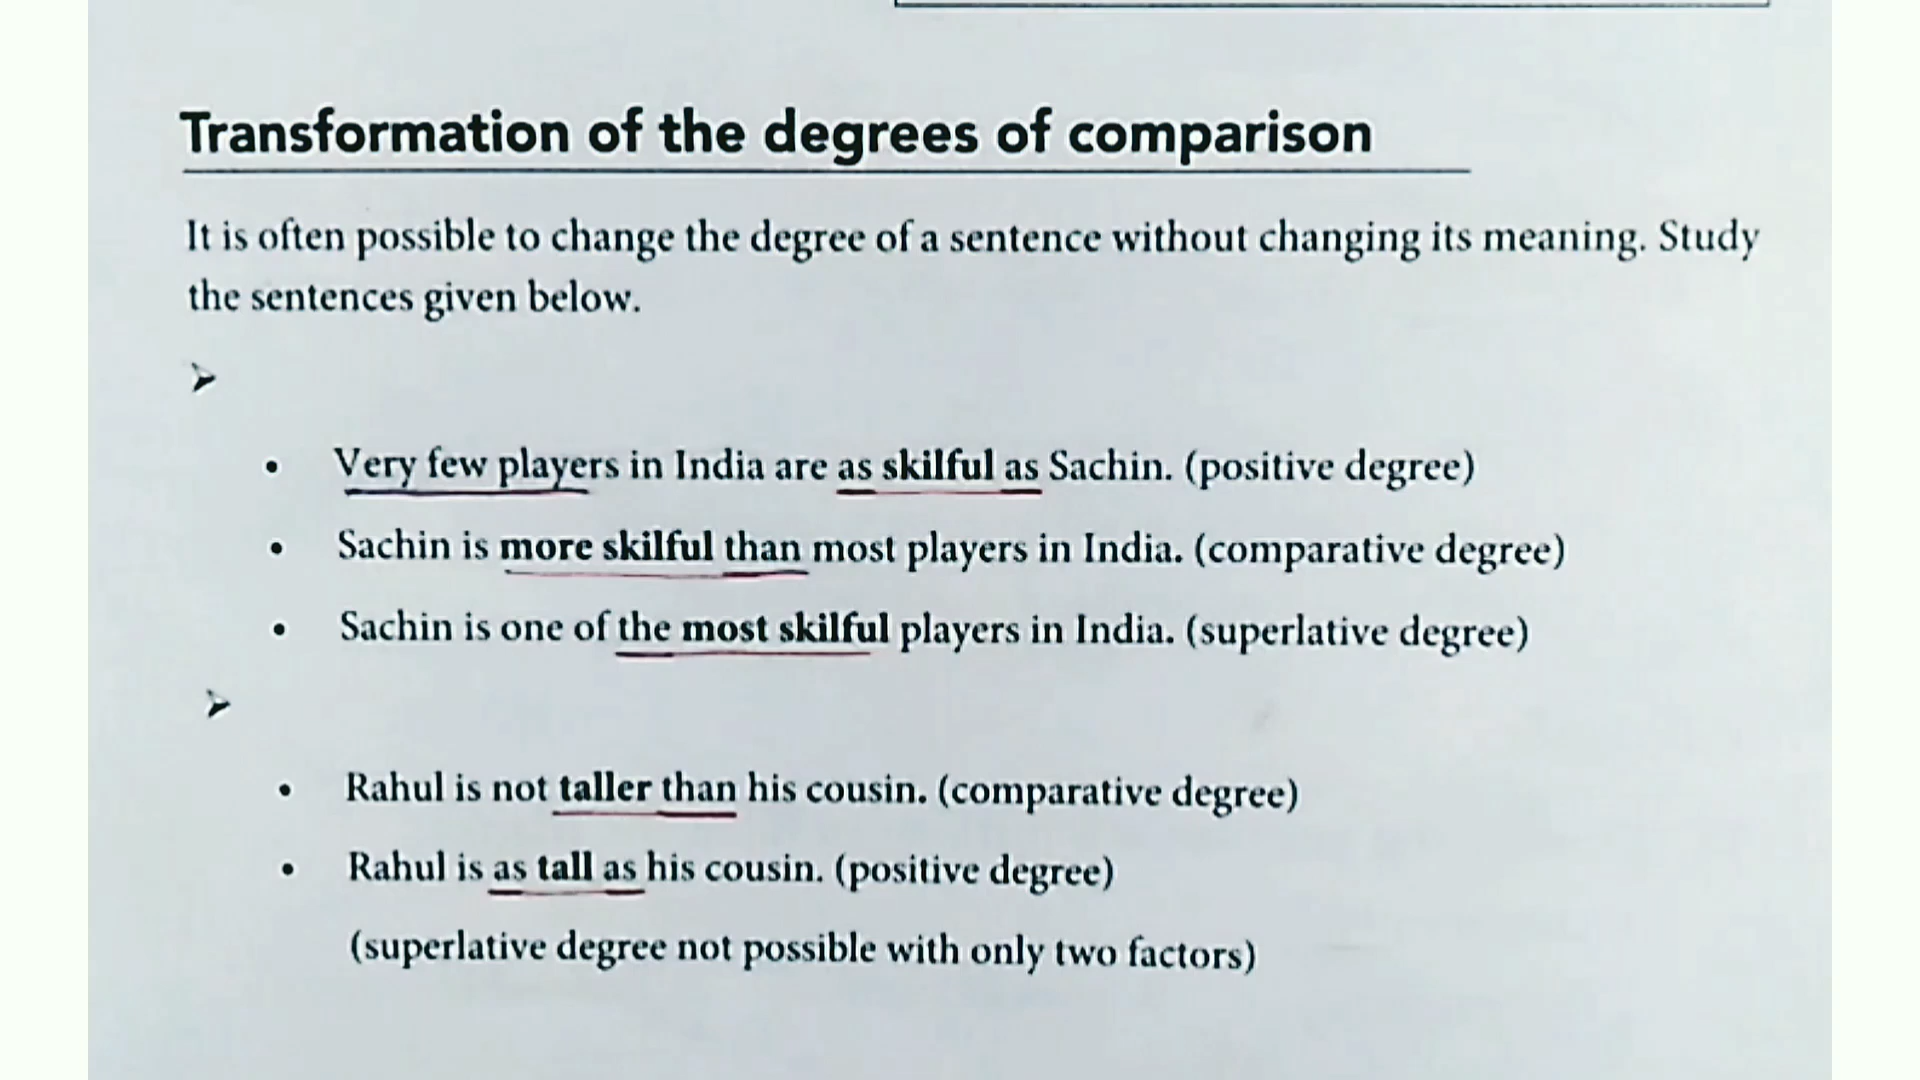 Transformation of the degrees of comparison
It is often possible to change the degree of a sentence without changing its meaning. Study
the sentences given below.
➤
• Very few players in India are as skilful as Sachin. (positive degree)
• Sachin is more skilful than most players in India. (comparative degree)
• Sachin is one of the most skilful players in India. (superlative degree)
➤
• Rahul is not taller than his cousin. (comparative degree)
• Rahul is as tall as his cousin. (positive degree)
(superlative degree not possible with only two factors)